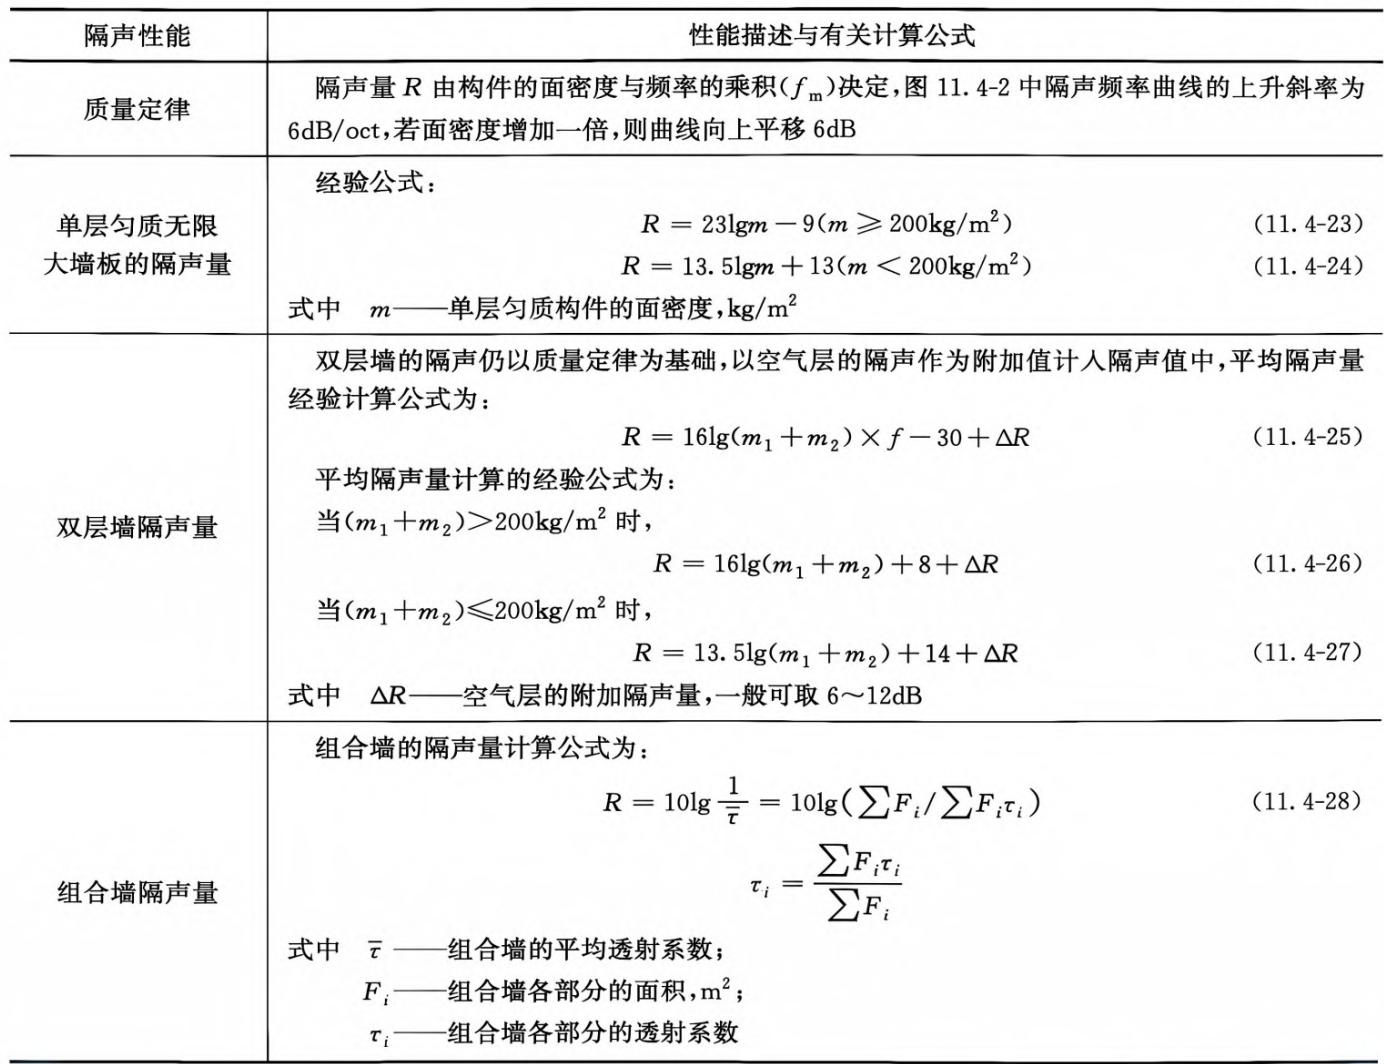 隔声性能 性能描述与有关计算公式
质量定律
隔声量 R 由构件的面密度与频率的乘积(fm)决定,图 11.4-2 中隔声频率曲线的上升斜率为
6dB/oct,若面密度增加一倍,则曲线向上平移 6dB
单层匀质无限
大墙板的隔声量
经验公式:
R = 23lgm − 9(m ⩾ 200kg/m²) (11.4-23)
R = 13.5lgm + 13(m < 200kg/m²) (11.4-24)
式中 m——单层匀质构件的面密度,kg/m²
双层墙隔声量
双层墙的隔声仍以质量定律为基础,以空气层的隔声作为附加值计入隔声值中,平均隔声量
经验计算公式为:
R = 16lg(m₁+m₂)×f−30+ΔR (11.4-25)
平均隔声量计算的经验公式为:
当(m₁+m₂)>200kg/m² 时,
R = 16lg(m₁+m₂)+8+ΔR (11.4-26)
当(m₁+m₂)⩽200kg/m² 时,
R = 13.5lg(m₁+m₂)+14+ΔR (11.4-27)
式中 ΔR——空气层的附加隔声量,一般可取 6~12dB
组合墙隔声量
组合墙的隔声量计算公式为:
R = 10lg 1/τ̄ = 10lg(∑Fᵢ/∑Fᵢτᵢ) (11.4-28)
τᵢ = ∑Fᵢτᵢ / ∑Fᵢ
式中 τ̄ ——组合墙的平均透射系数;
Fᵢ——组合墙各部分的面积,m²;
τᵢ——组合墙各部分的透射系数